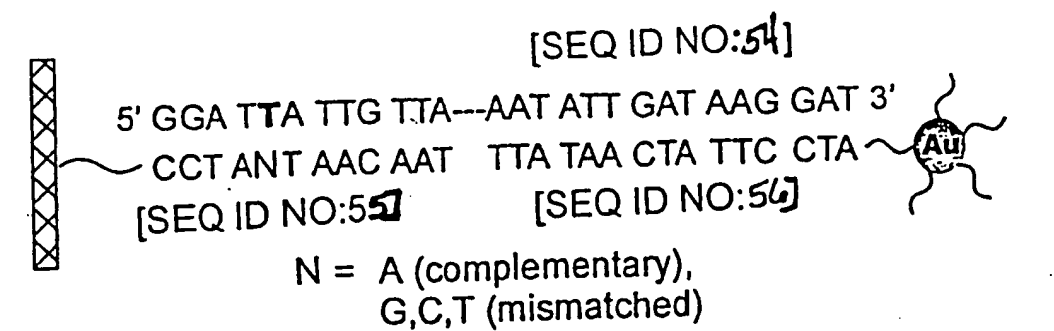 [SEQ ID NO:54]
5' GGA TTA TTG TTA---AAT ATT GAT AAG GAT 3'
CCT ANT AAC AAT TTA TAA CTA TTC CTA Au
[SEQ ID NO:55] [SEQ ID NO:56]
N = A (complementary),
G,C,T (mismatched)